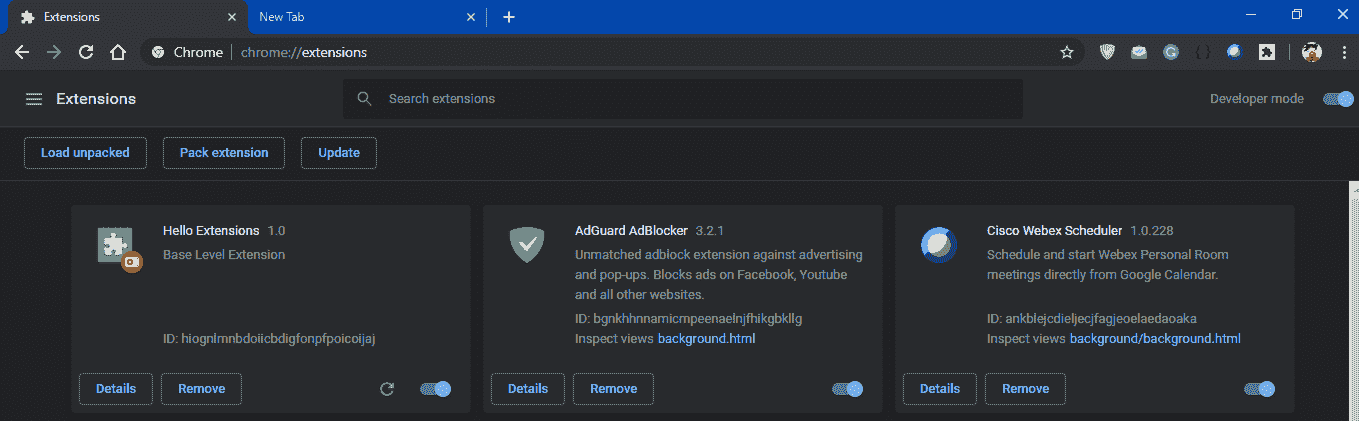 Extensions
New Tab
Chrome chrome://extensions
Extensions
Search extensions
Developer mode
Load unpacked
Pack extension
Update
Hello Extensions 1.0
Base Level Extension
ID: hiognlmnbdoiicbdigfonpfpoicoijaj
Details
Remove
AdGuard AdBlocker 3.2.1
Unmatched adblock extension against advertising
and pop-ups. Blocks ads on Facebook, Youtube
and all other websites.
ID: bgnkhhnnamicmpeenaelnjfhikgbkllg
Inspect views background.html
Details
Remove
Cisco Webex Scheduler 1.0.228
Schedule and start Webex Personal Room
meetings directly from Google Calendar.
ID: ankblejcdieljecjfagjeoelaedaoaka
Inspect views background/background.html
Details
Remove